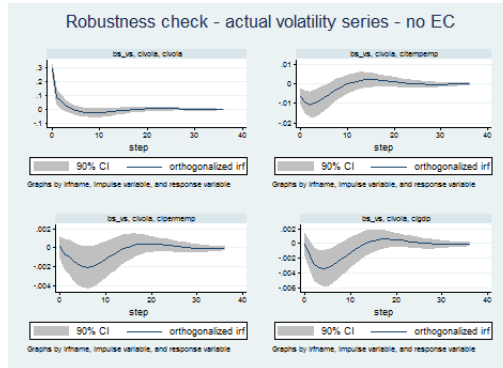 Robustness check - actual volatility series - no EC
bs_vs, civola, civola
.3
.2
.1
0
-.1
0 10 20 30 40
step
90% CI orthogonalized irf
Graphs by irfname, impulse variable, and response variable
bs_vs, civola, citempemp
.01
0
-.01
-.02
0 10 20 30 40
step
90% CI orthogonalized irf
Graphs by irfname, impulse variable, and response variable
bs_vs, civola, cipermemp
.002
0
-.002
-.004
0 10 20 30 40
step
90% CI orthogonalized irf
Graphs by irfname, impulse variable, and response variable
bs_vs, civola, cigdp
.002
0
-.002
-.004
-.006
0 10 20 30 40
step
90% CI orthogonalized irf
Graphs by irfname, impulse variable, and response variable